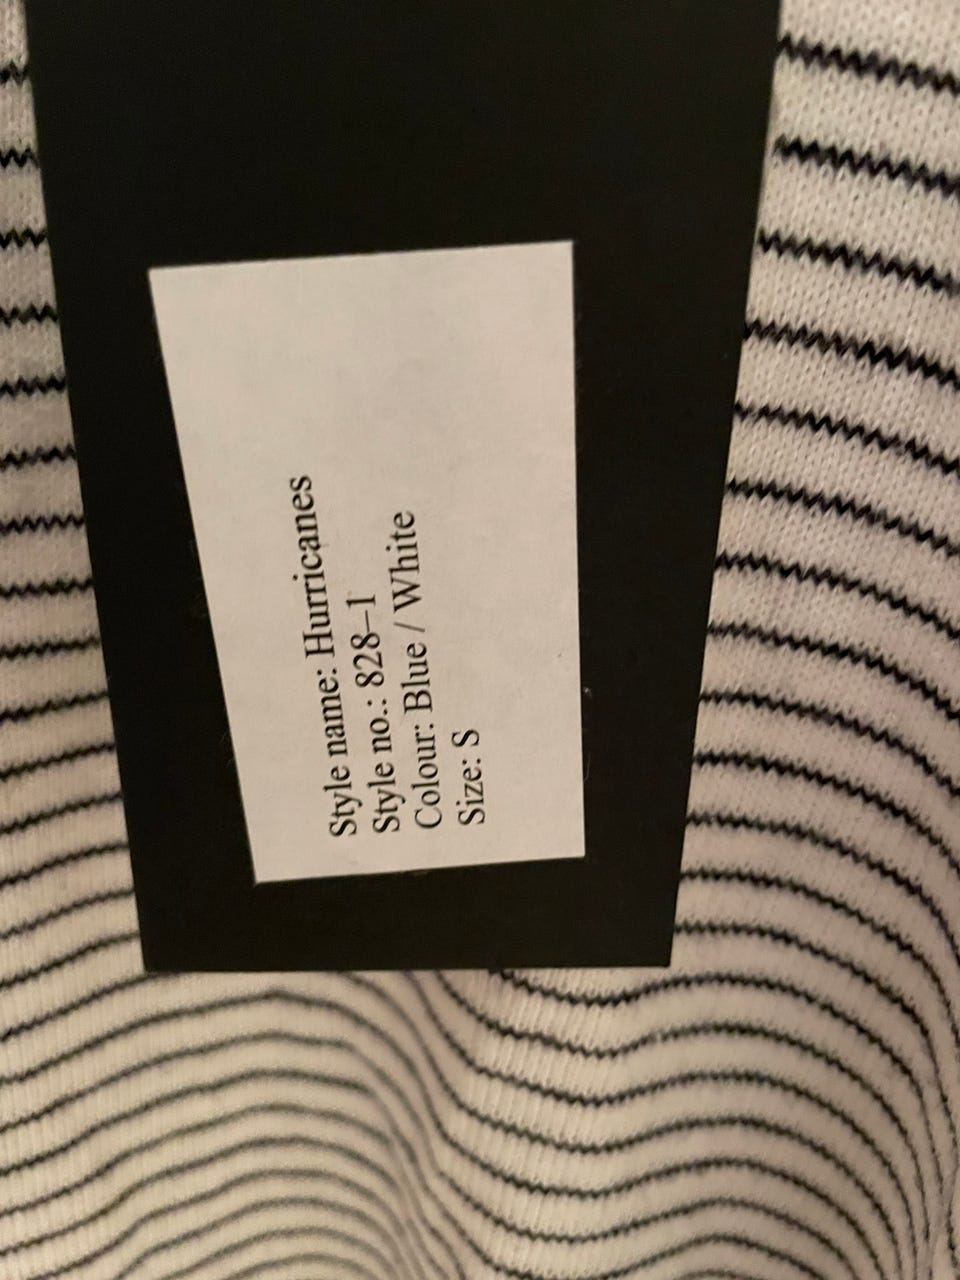 Style name: Hurricanes
Style no.: 828–1
Colour: Blue / White
Size: S